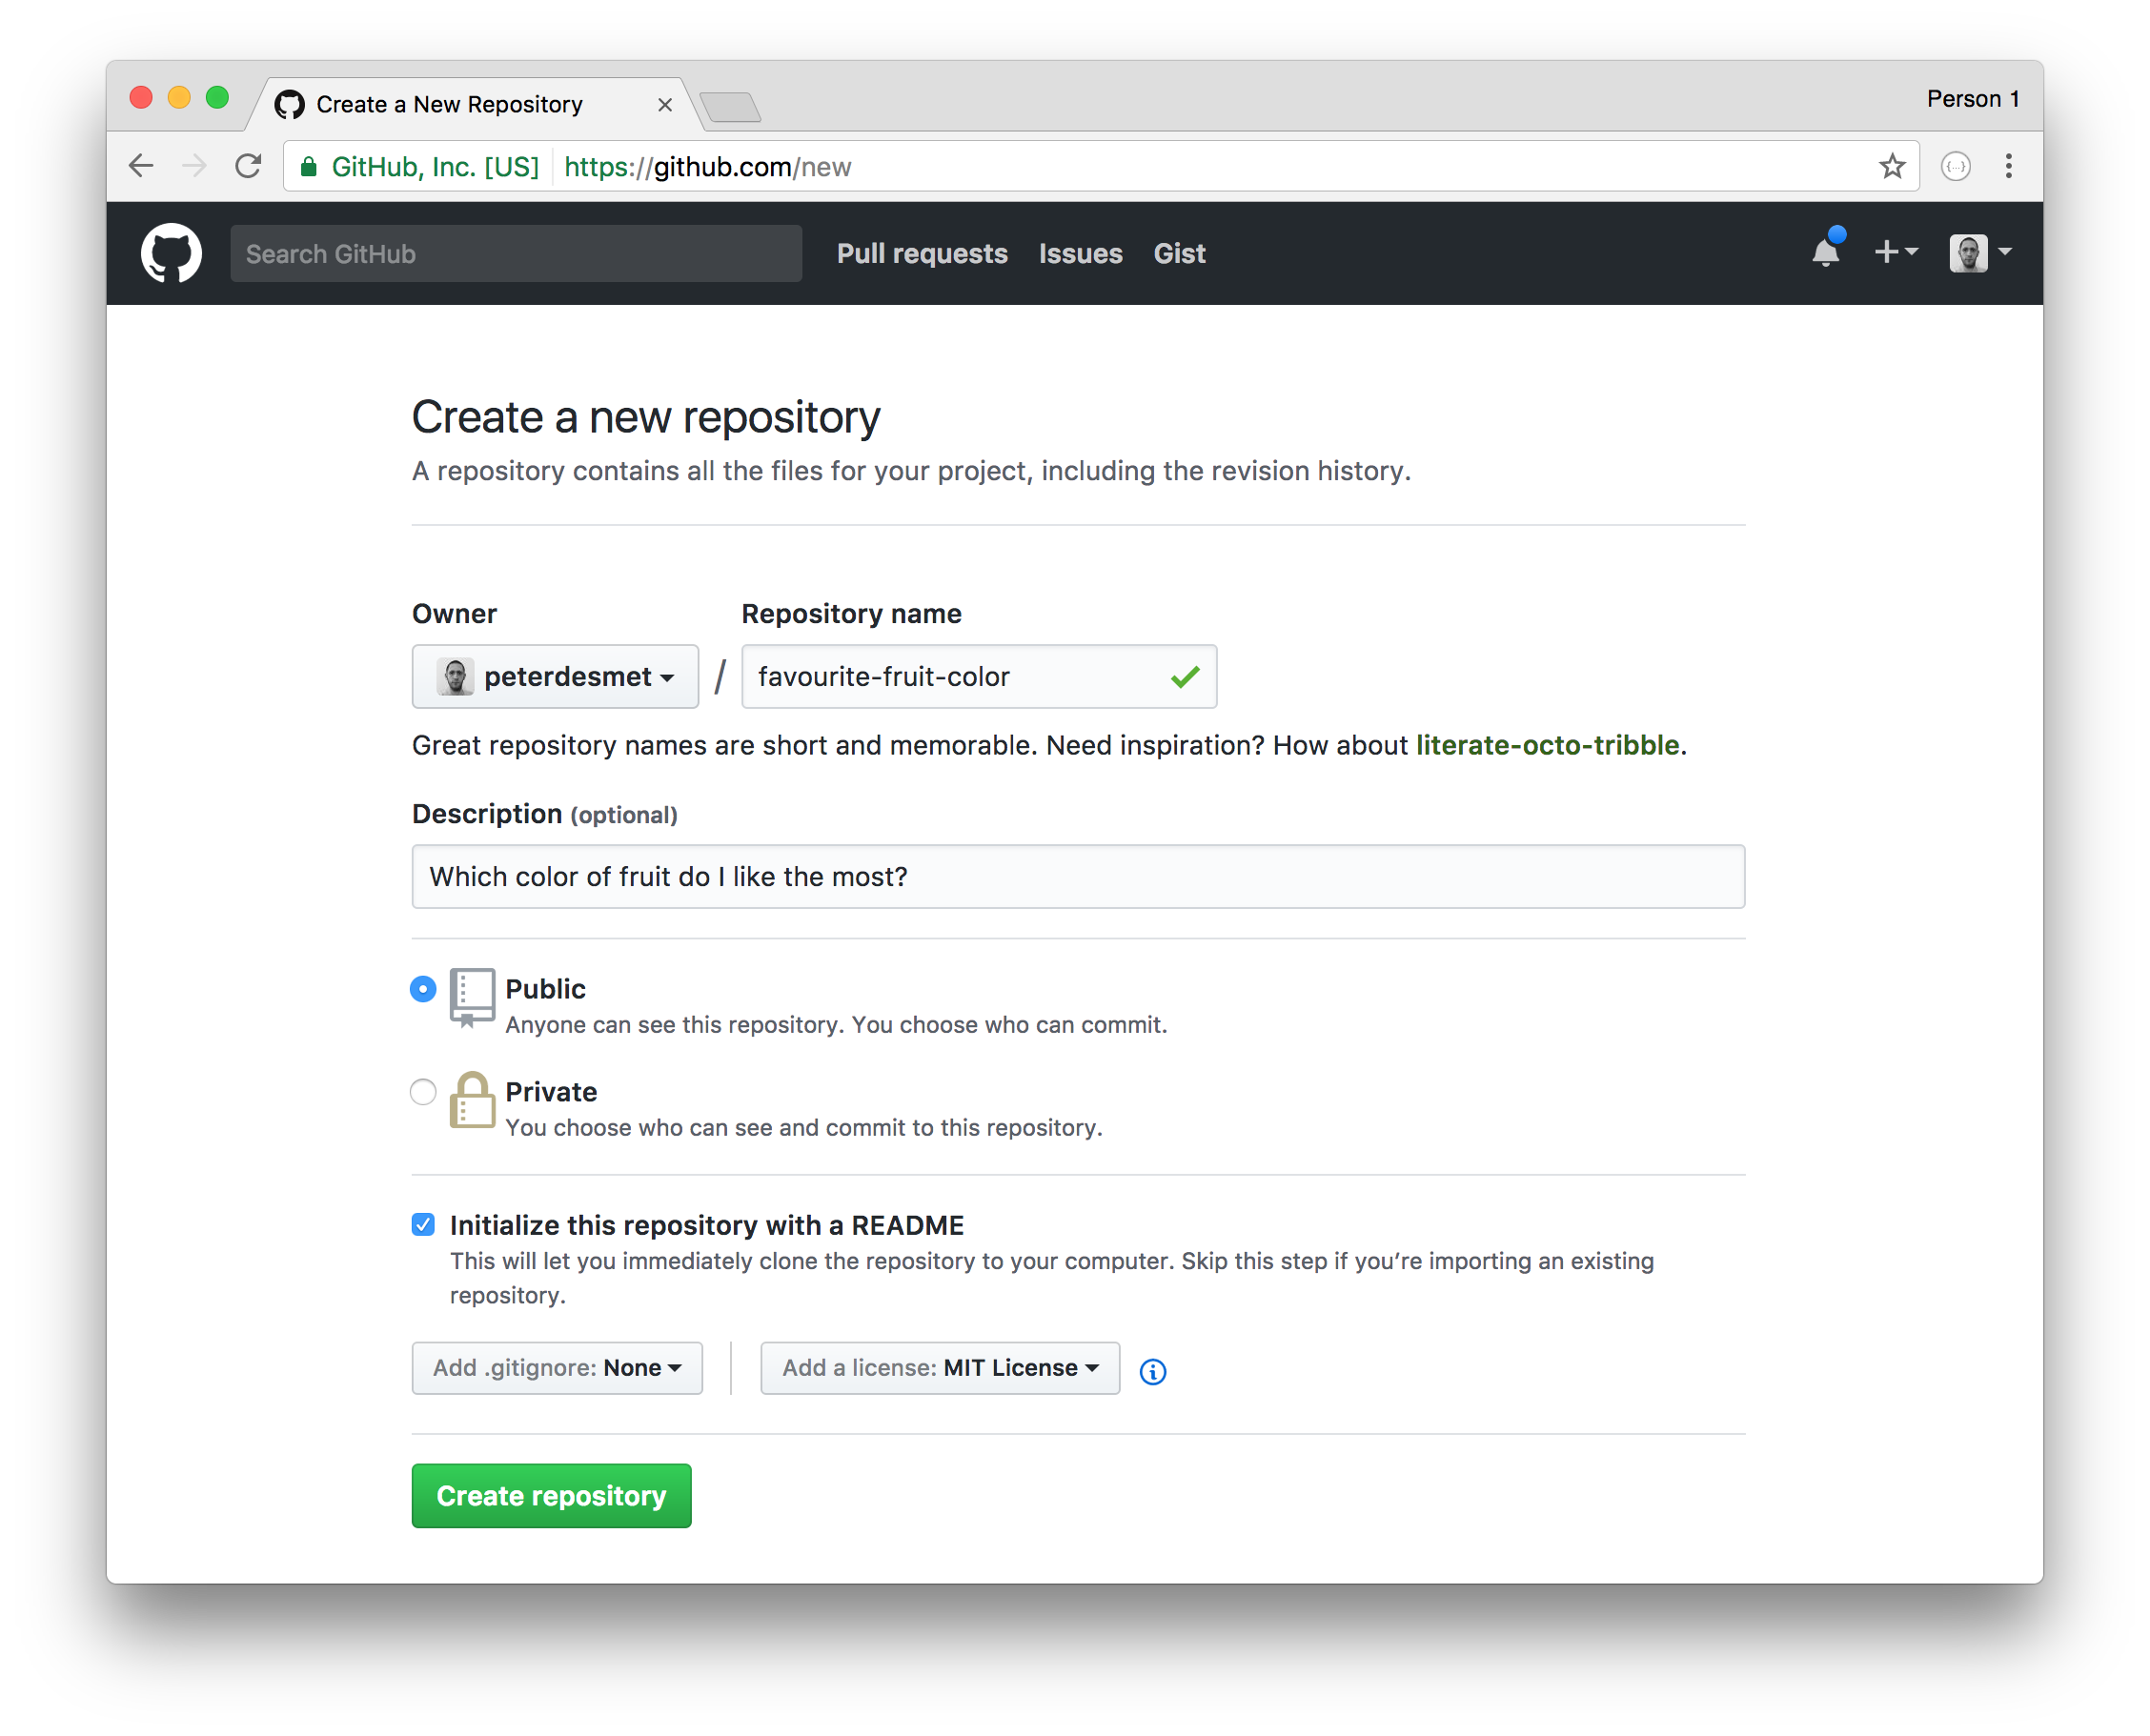 Create a New Repository
Person 1
GitHub, Inc. [US] https://github.com/new
Search GitHub Pull requests Issues Gist
Create a new repository
A repository contains all the files for your project, including the revision history.
Owner Repository name
peterdesmet / favourite-fruit-color
Great repository names are short and memorable. Need inspiration? How about literate-octo-tribble.
Description (optional)
Which color of fruit do I like the most?
Public
Anyone can see this repository. You choose who can commit.
Private
You choose who can see and commit to this repository.
Initialize this repository with a README
This will let you immediately clone the repository to your computer. Skip this step if you’re importing an existing
repository.
Add .gitignore: None Add a license: MIT License
Create repository